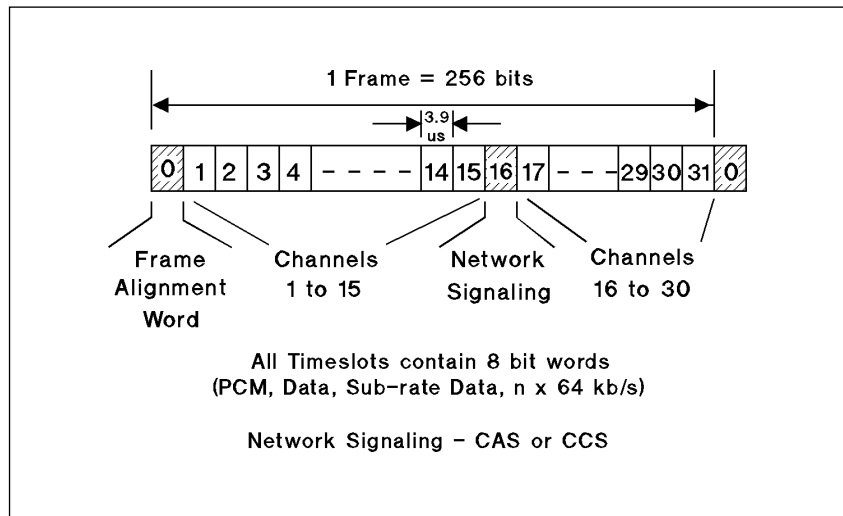 1 Frame = 256 bits
3.9
us
0 1 2 3 4 - - - - 14 15 16 17 - - - 29 30 31 0
Frame
Alignment
Word
Channels
1 to 15
Network
Signaling
Channels
16 to 30
All Timeslots contain 8 bit words
(PCM, Data, Sub-rate Data, n x 64 kb/s)
Network Signaling - CAS or CCS